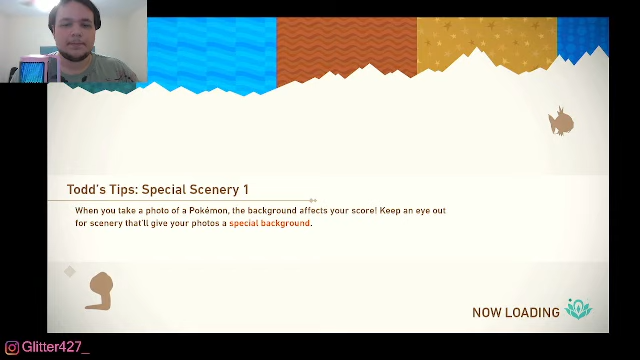 Todd's Tips: Special Scenery 1
When you take a photo of a Pokémon, the background affects your score! Keep an eye out
for scenery that'll give your photos a special background.
NOW LOADING
Glitter427_